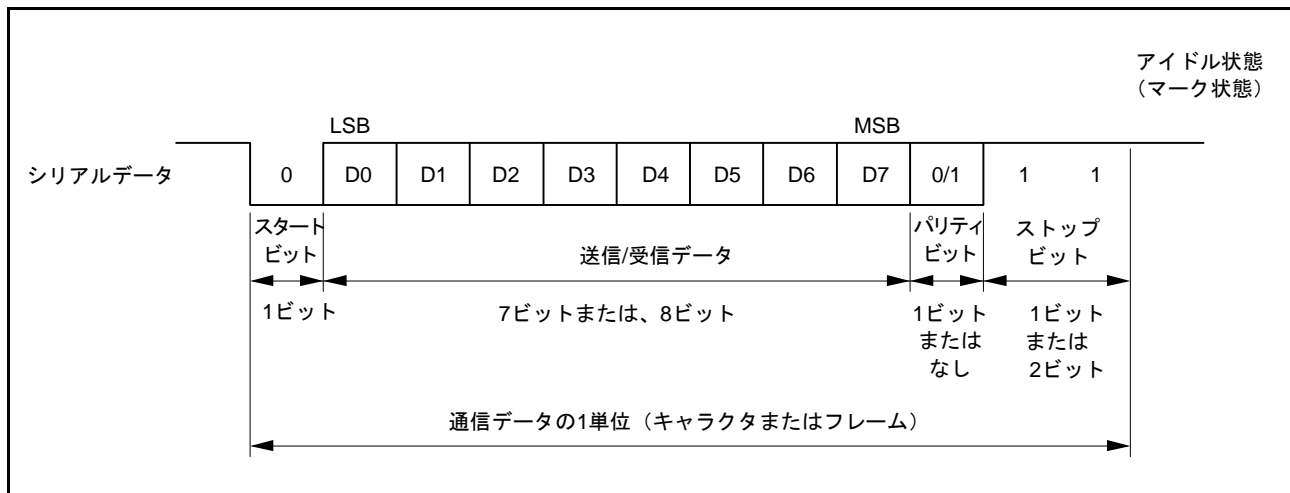 アイドル状態
（マーク状態）
LSB MSB
シリアルデータ 0 D0 D1 D2 D3 D4 D5 D6 D7 0/1 1 1
スタート
ビット
送信/受信データ
パリティ
ビット
ストップ
ビット
1ビット
7ビットまたは、8ビット
1ビット
または
なし
1ビット
または
2ビット
通信データの1単位（キャラクタまたはフレーム）